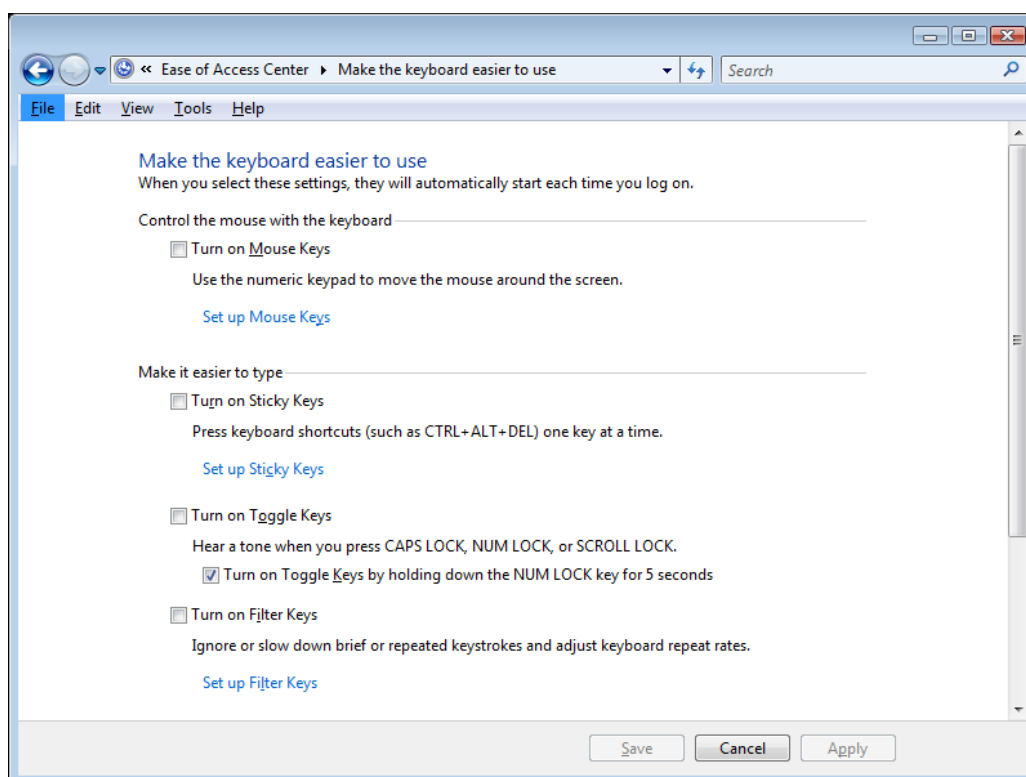 « Ease of Access Center Make the keyboard easier to use Search
File Edit View Tools Help
Make the keyboard easier to use
When you select these settings, they will automatically start each time you log on.
Control the mouse with the keyboard
Turn on Mouse Keys
Use the numeric keypad to move the mouse around the screen.
Set up Mouse Keys
Make it easier to type
Turn on Sticky Keys
Press keyboard shortcuts (such as CTRL+ALT+DEL) one key at a time.
Set up Sticky Keys
Turn on Toggle Keys
Hear a tone when you press CAPS LOCK, NUM LOCK, or SCROLL LOCK.
Turn on Toggle Keys by holding down the NUM LOCK key for 5 seconds
Turn on Filter Keys
Ignore or slow down brief or repeated keystrokes and adjust keyboard repeat rates.
Set up Filter Keys
Save Cancel Apply